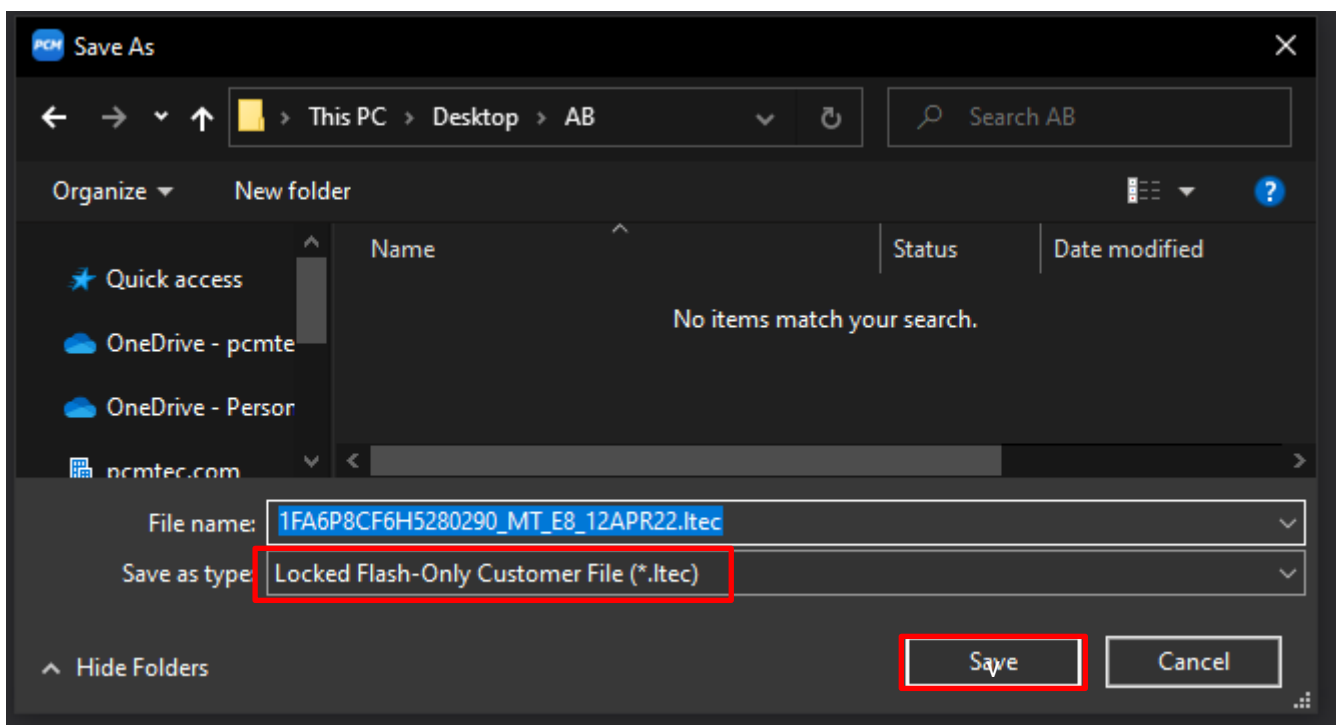 PCM Save As
This PC > Desktop > AB
Search AB
Organize
New folder
?
Name
Status
Date modified
Quick access
No items match your search.
OneDrive - pcmte
OneDrive - Person
pcmtec.com
File name: 1FA6P8CF6H5280290_MT_E8_12APR22.ltec
Save as type: Locked Flash-Only Customer File (*.ltec)
Hide Folders
Save
Cancel